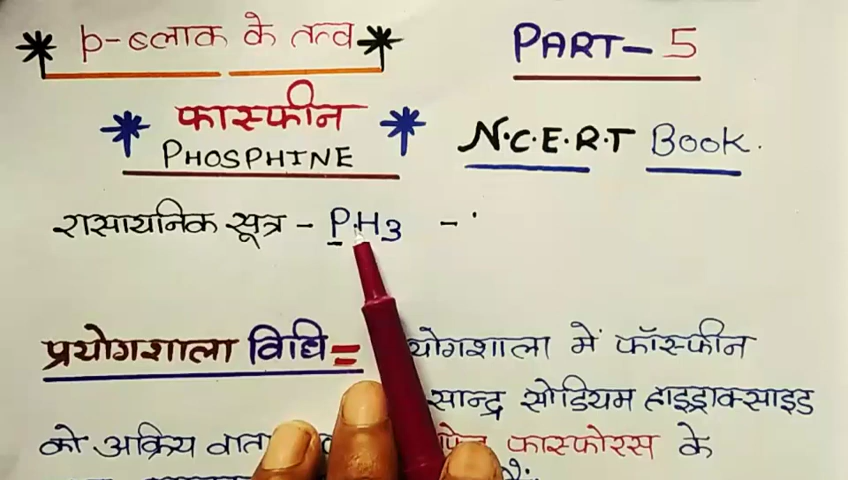 p-ब्लाक के तत्व
PART-5
फास्फीन
PHOSPHINE
N.C.E.R.T Book.
रासायनिक सूत्र - PH3 -
प्रयोगशाला विधि = योगशाला में फॉस्फीन
सान्द्र सोडियम हाइड्राक्साइड
को अक्रिय वाता फास्फोरस के